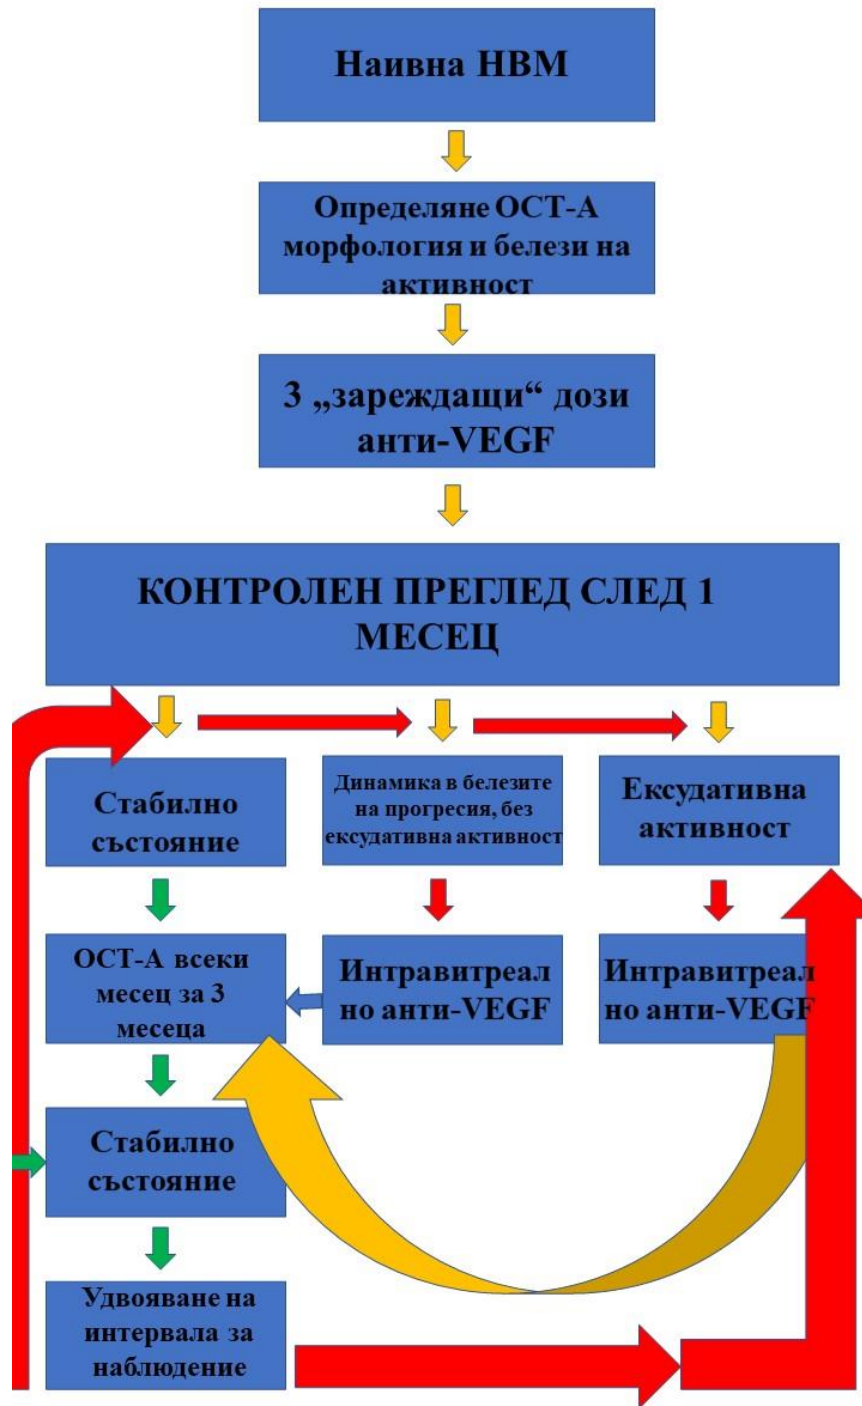 Наивна НВМ
Определяне ОСТ-А
морфология и белези на
активност
3 „зареждащи“ дози
анти-VEGF
КОНТРОЛЕН ПРЕГЛЕД СЛЕД 1
МЕСЕЦ
Стабилно
състояние
Динамика в белезите
на прогресия, без
ексудативна активност
Ексудативна
активност
ОСТ-А всеки
месец за 3
месеца
Интравитреал
но анти-VEGF
Интравитреал
но анти-VEGF
Стабилно
състояние
Удвояване на
интервала за
наблюдение